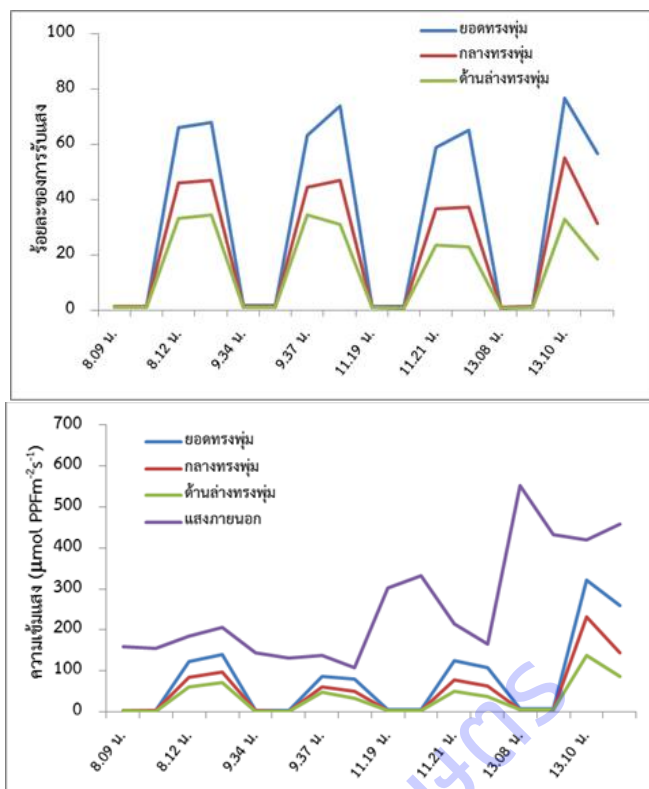 ยอดทรงพุ่ม
กลางทรงพุ่ม
ด้านล่างทรงพุ่ม
ร้อยละของการรับแสง
100
80
60
40
20
0
8.09 น.
8.12 น.
9.34 น.
9.37 น.
11.19 น.
11.21 น.
13.08 น.
13.10 น.
ความเข้มแสง (µmol PPFm⁻²s⁻¹)
700
600
500
400
300
200
100
0
ยอดทรงพุ่ม
กลางทรงพุ่ม
ด้านล่างทรงพุ่ม
แสงภายนอก
8.09 น.
8.12 น.
9.34 น.
9.37 น.
11.19 น.
11.21 น.
13.08 น.
13.10 น.